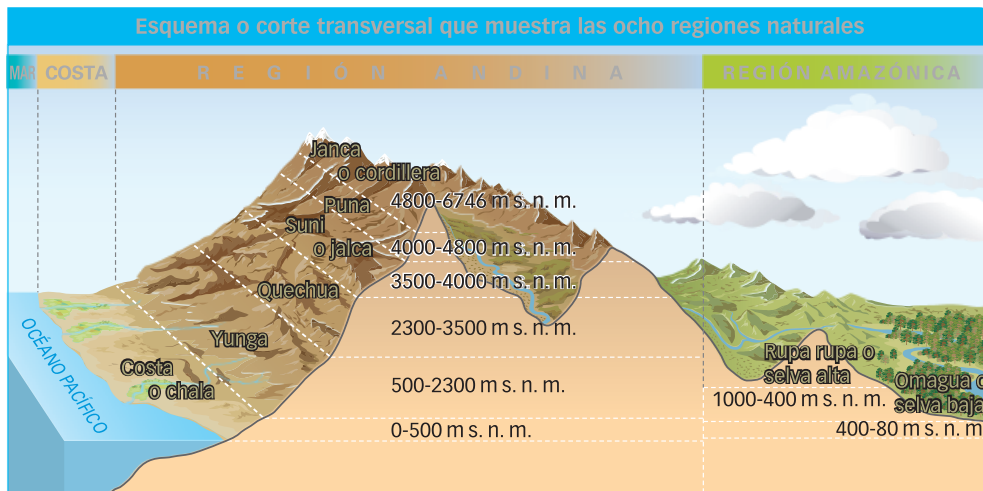 Esquema o corte transversal que muestra las ocho regiones naturales
MAR COSTA REGIÓN ANDINA REGIÓN AMAZÓNICA
Janca
o cordillera
4800-6746 m s. n. m.
Puna
4000-4800 m s. n. m.
Suni
o jalca
3500-4000 m s. n. m.
Quechua
2300-3500 m s. n. m.
Yunga
500-2300 m s. n. m.
Costa
o chala
0-500 m s. n. m.
OCÉANO PACÍFICO
Rupa rupa o
selva alta
1000-400 m s. n. m.
Omagua o
selva baja
400-80 m s. n. m